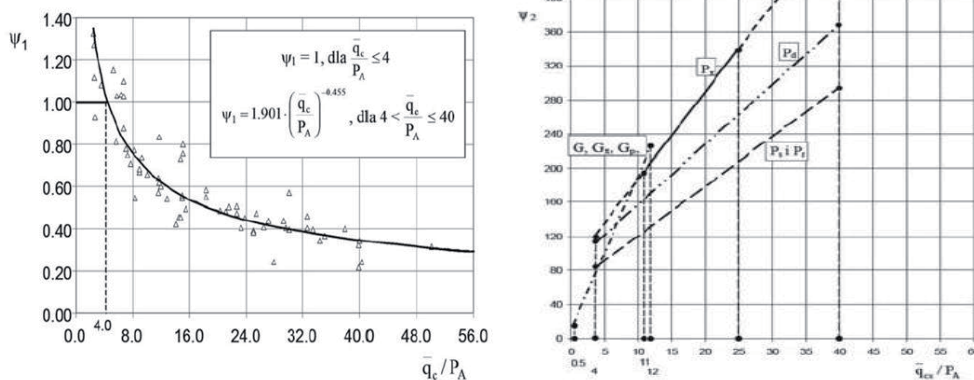 ψ₁
1.40
1.20
1.00
0.80
0.60
0.40
0.20
0.00
ψ₁ = 1, dla q̄c/PA ≤ 4
ψ₁ = 1.901·(q̄c/PA)^-0.455, dla 4 < q̄c/PA ≤ 40
0.0 4.0 8.0 16.0 24.0 32.0 40.0 48.0 56.0
q̄c/PA
ψ₂
360
320
280
240
200
160
120
80
40
0
Pd
G, Gπ, Gp,
0 5 10 15 20 25 30 35 40 45 50 55
0.5 4 11 12
q̄cs/PA